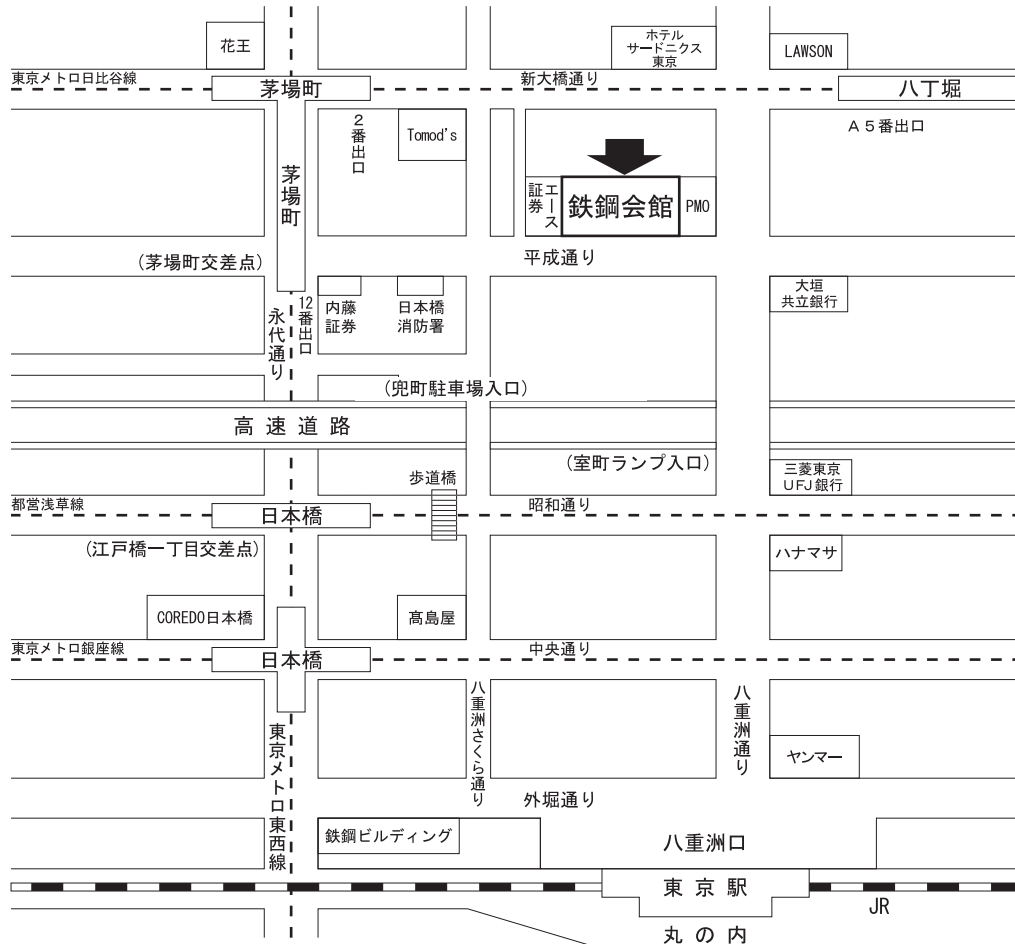 花王
ホテル
サードニクス
東京
LAWSON
東京メトロ日比谷線
茅場町
新大橋通り
八丁堀
2番出口
Tomod's
A5番出口
茅場町
証券
エース
鉄鋼会館
PMO
(茅場町交差点)
平成通り
12番出口
内藤
証券
日本橋
消防署
大垣
共立銀行
永代通り
(兜町駐車場入口)
高速道路
歩道橋
(室町ランプ入口)
三菱東京
UFJ銀行
都営浅草線
日本橋
昭和通り
(江戸橋一丁目交差点)
ハナマサ
COREDO日本橋
髙島屋
東京メトロ銀座線
日本橋
中央通り
八重洲さくら通り
八重洲通り
東京メトロ東西線
ヤンマー
外堀通り
鉄鋼ビルディング
八重洲口
東京駅
JR
丸の内